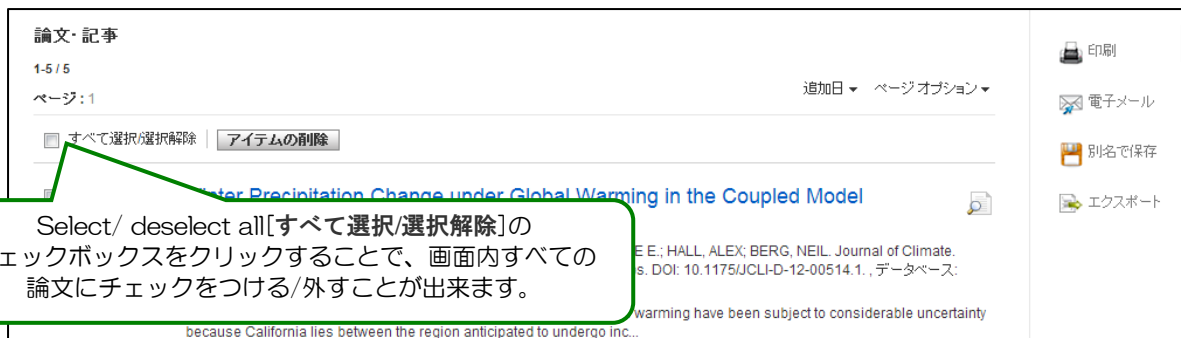 論文・記事
1-5 / 5
ページ : 1
追加日 ページ オプション
すべて選択/選択解除 アイテムの削除
印刷
電子メール
別名で保存
エクスポート
Precipitation Change under Global Warming in the Coupled Model
Select/ deselect all[すべて選択/選択解除]の
ェックボックスをクリックすることで、画面内すべての
論文にチェックをつける/外すことが出来ます。
E.; HALL, ALEX; BERG, NEIL. Journal of Climate.
DOI: 10.1175/JCLI-D-12-00514.1. , データベース:
warming have been subject to considerable uncertainty
because California lies between the region anticipated to undergo inc...